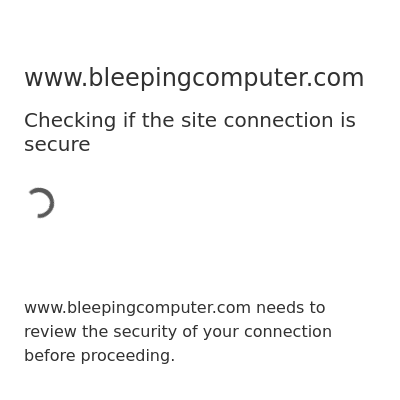 www.bleepingcomputer.com
Checking if the site connection is
secure
www.bleepingcomputer.com needs to
review the security of your connection
before proceeding.